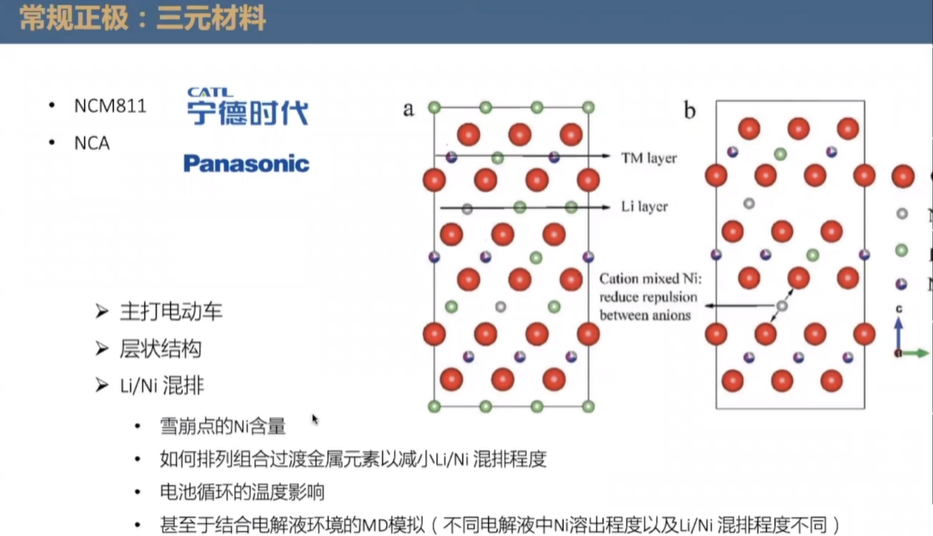 常规正极：三元材料
• NCM811
• NCA
CATL
宁德时代
Panasonic
a
TM layer
Li layer
b
Cation mixed Ni:
reduce repulsion
between anions
c
➢ 主打电动车
➢ 层状结构
➢ Li/Ni 混排
• 雪崩点的Ni含量
• 如何排列组合过渡金属元素以减小Li/Ni 混排程度
• 电池循环的温度影响
• 甚至于结合电解液环境的MD模拟（不同电解液中Ni溶出程度以及Li/Ni 混排程度不同）